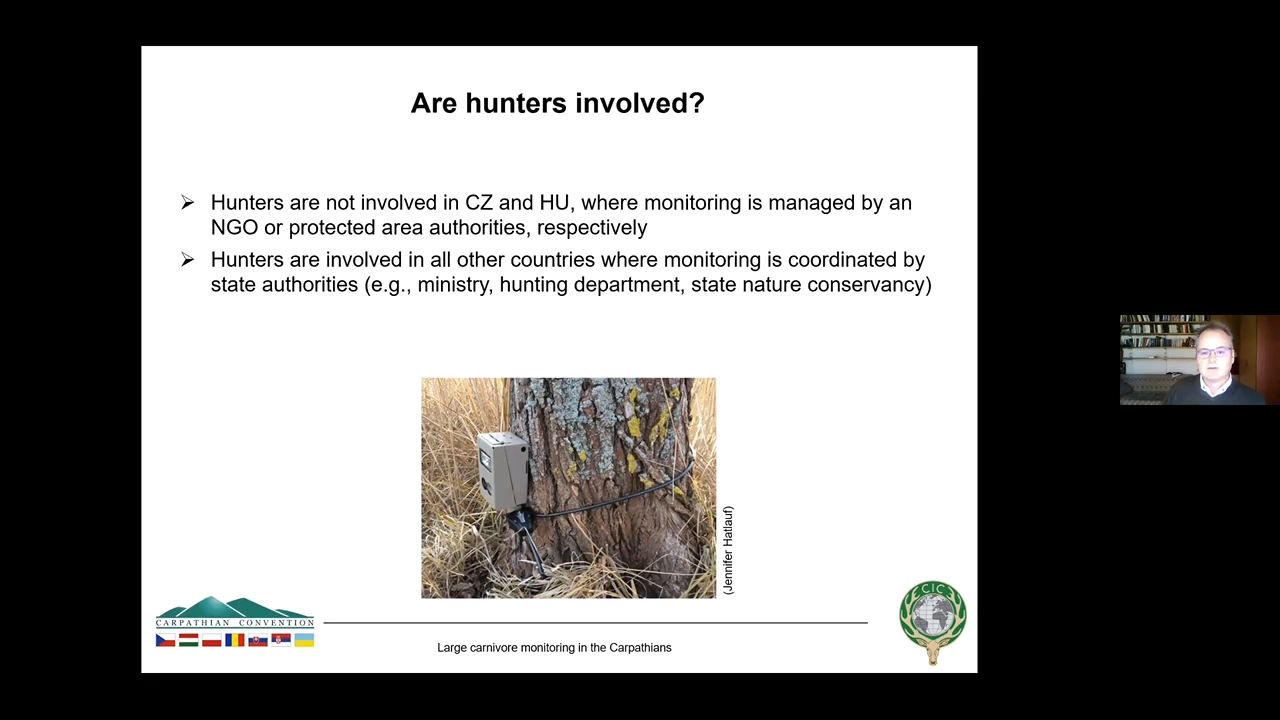 Are hunters involved?
➢ Hunters are not involved in CZ and HU, where monitoring is managed by an
NGO or protected area authorities, respectively
➢ Hunters are involved in all other countries where monitoring is coordinated by
state authorities (e.g., ministry, hunting department, state nature conservancy)
(Jennifer Hatlauf)
CARPATHIAN CONVENTION
CIC
Large carnivore monitoring in the Carpathians